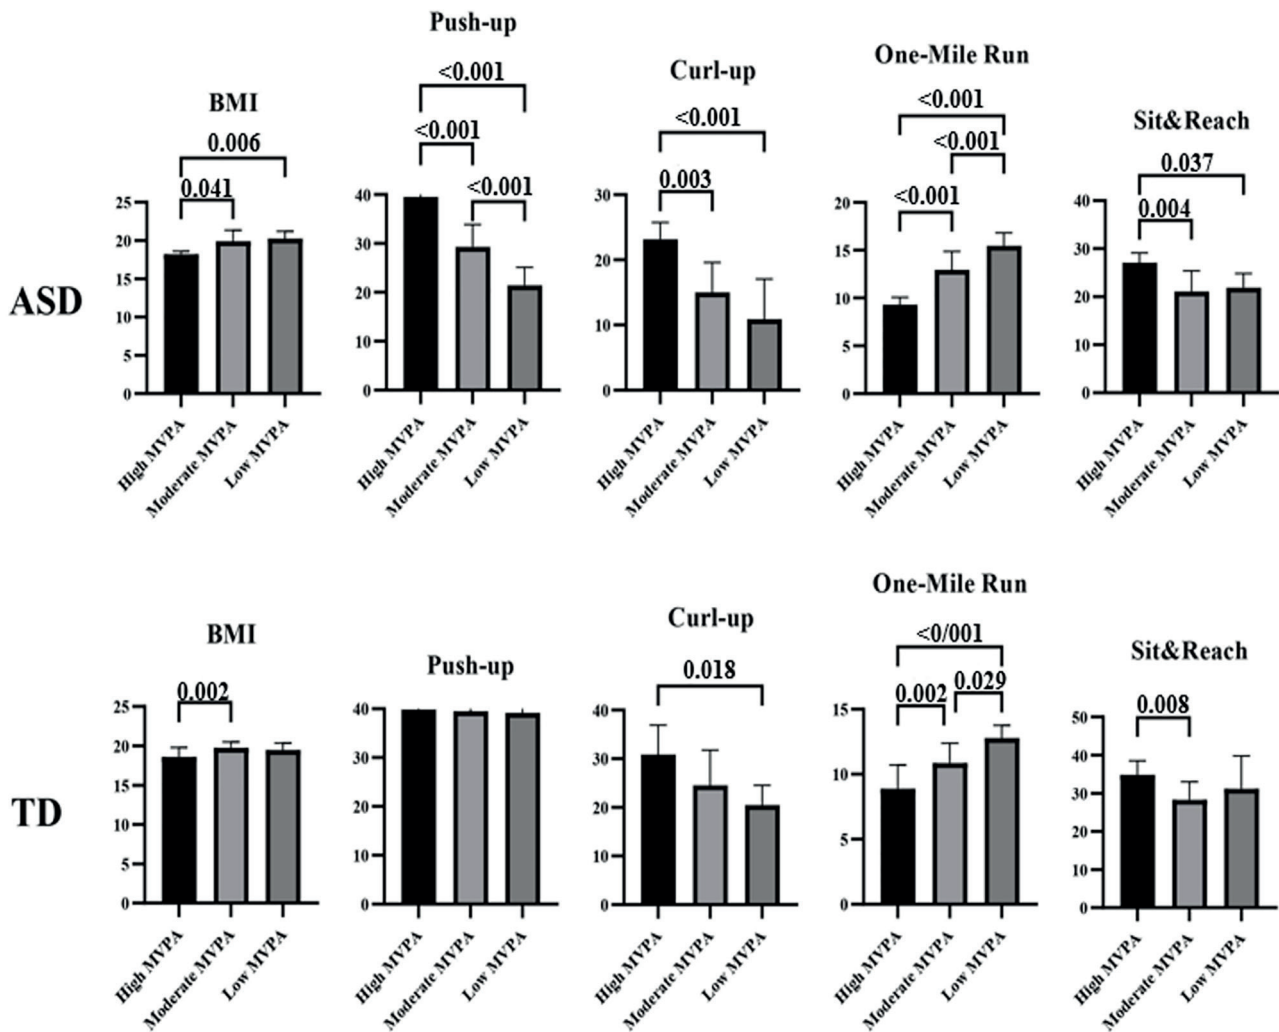 Push-up
<0.001
<0.001
<0.001
40
30
20
10
0
High MVPA
Moderate MVPA
Low MVPA
BMI
0.006
0.041
25
20
15
10
5
0
High MVPA
Moderate MVPA
Low MVPA
Curl-up
<0.001
0.003
30
20
10
0
High MVPA
Moderate MVPA
Low MVPA
One-Mile Run
<0.001
<0.001
<0.001
20
15
10
5
0
High MVPA
Moderate MVPA
Low MVPA
Sit&Reach
0.037
0.004
40
30
20
10
0
High MVPA
Moderate MVPA
Low MVPA
ASD
BMI
0.002
25
20
15
10
5
0
High MVPA
Moderate MVPA
Low MVPA
Push-up
40
30
20
10
0
High MVPA
Moderate MVPA
Low MVPA
Curl-up
0.018
40
30
20
10
0
High MVPA
Moderate MVPA
Low MVPA
One-Mile Run
<0/001
0.002
0.029
15
10
5
0
High MVPA
Moderate MVPA
Low MVPA
Sit&Reach
0.008
50
40
30
20
10
0
High MVPA
Moderate MVPA
Low MVPA
TD